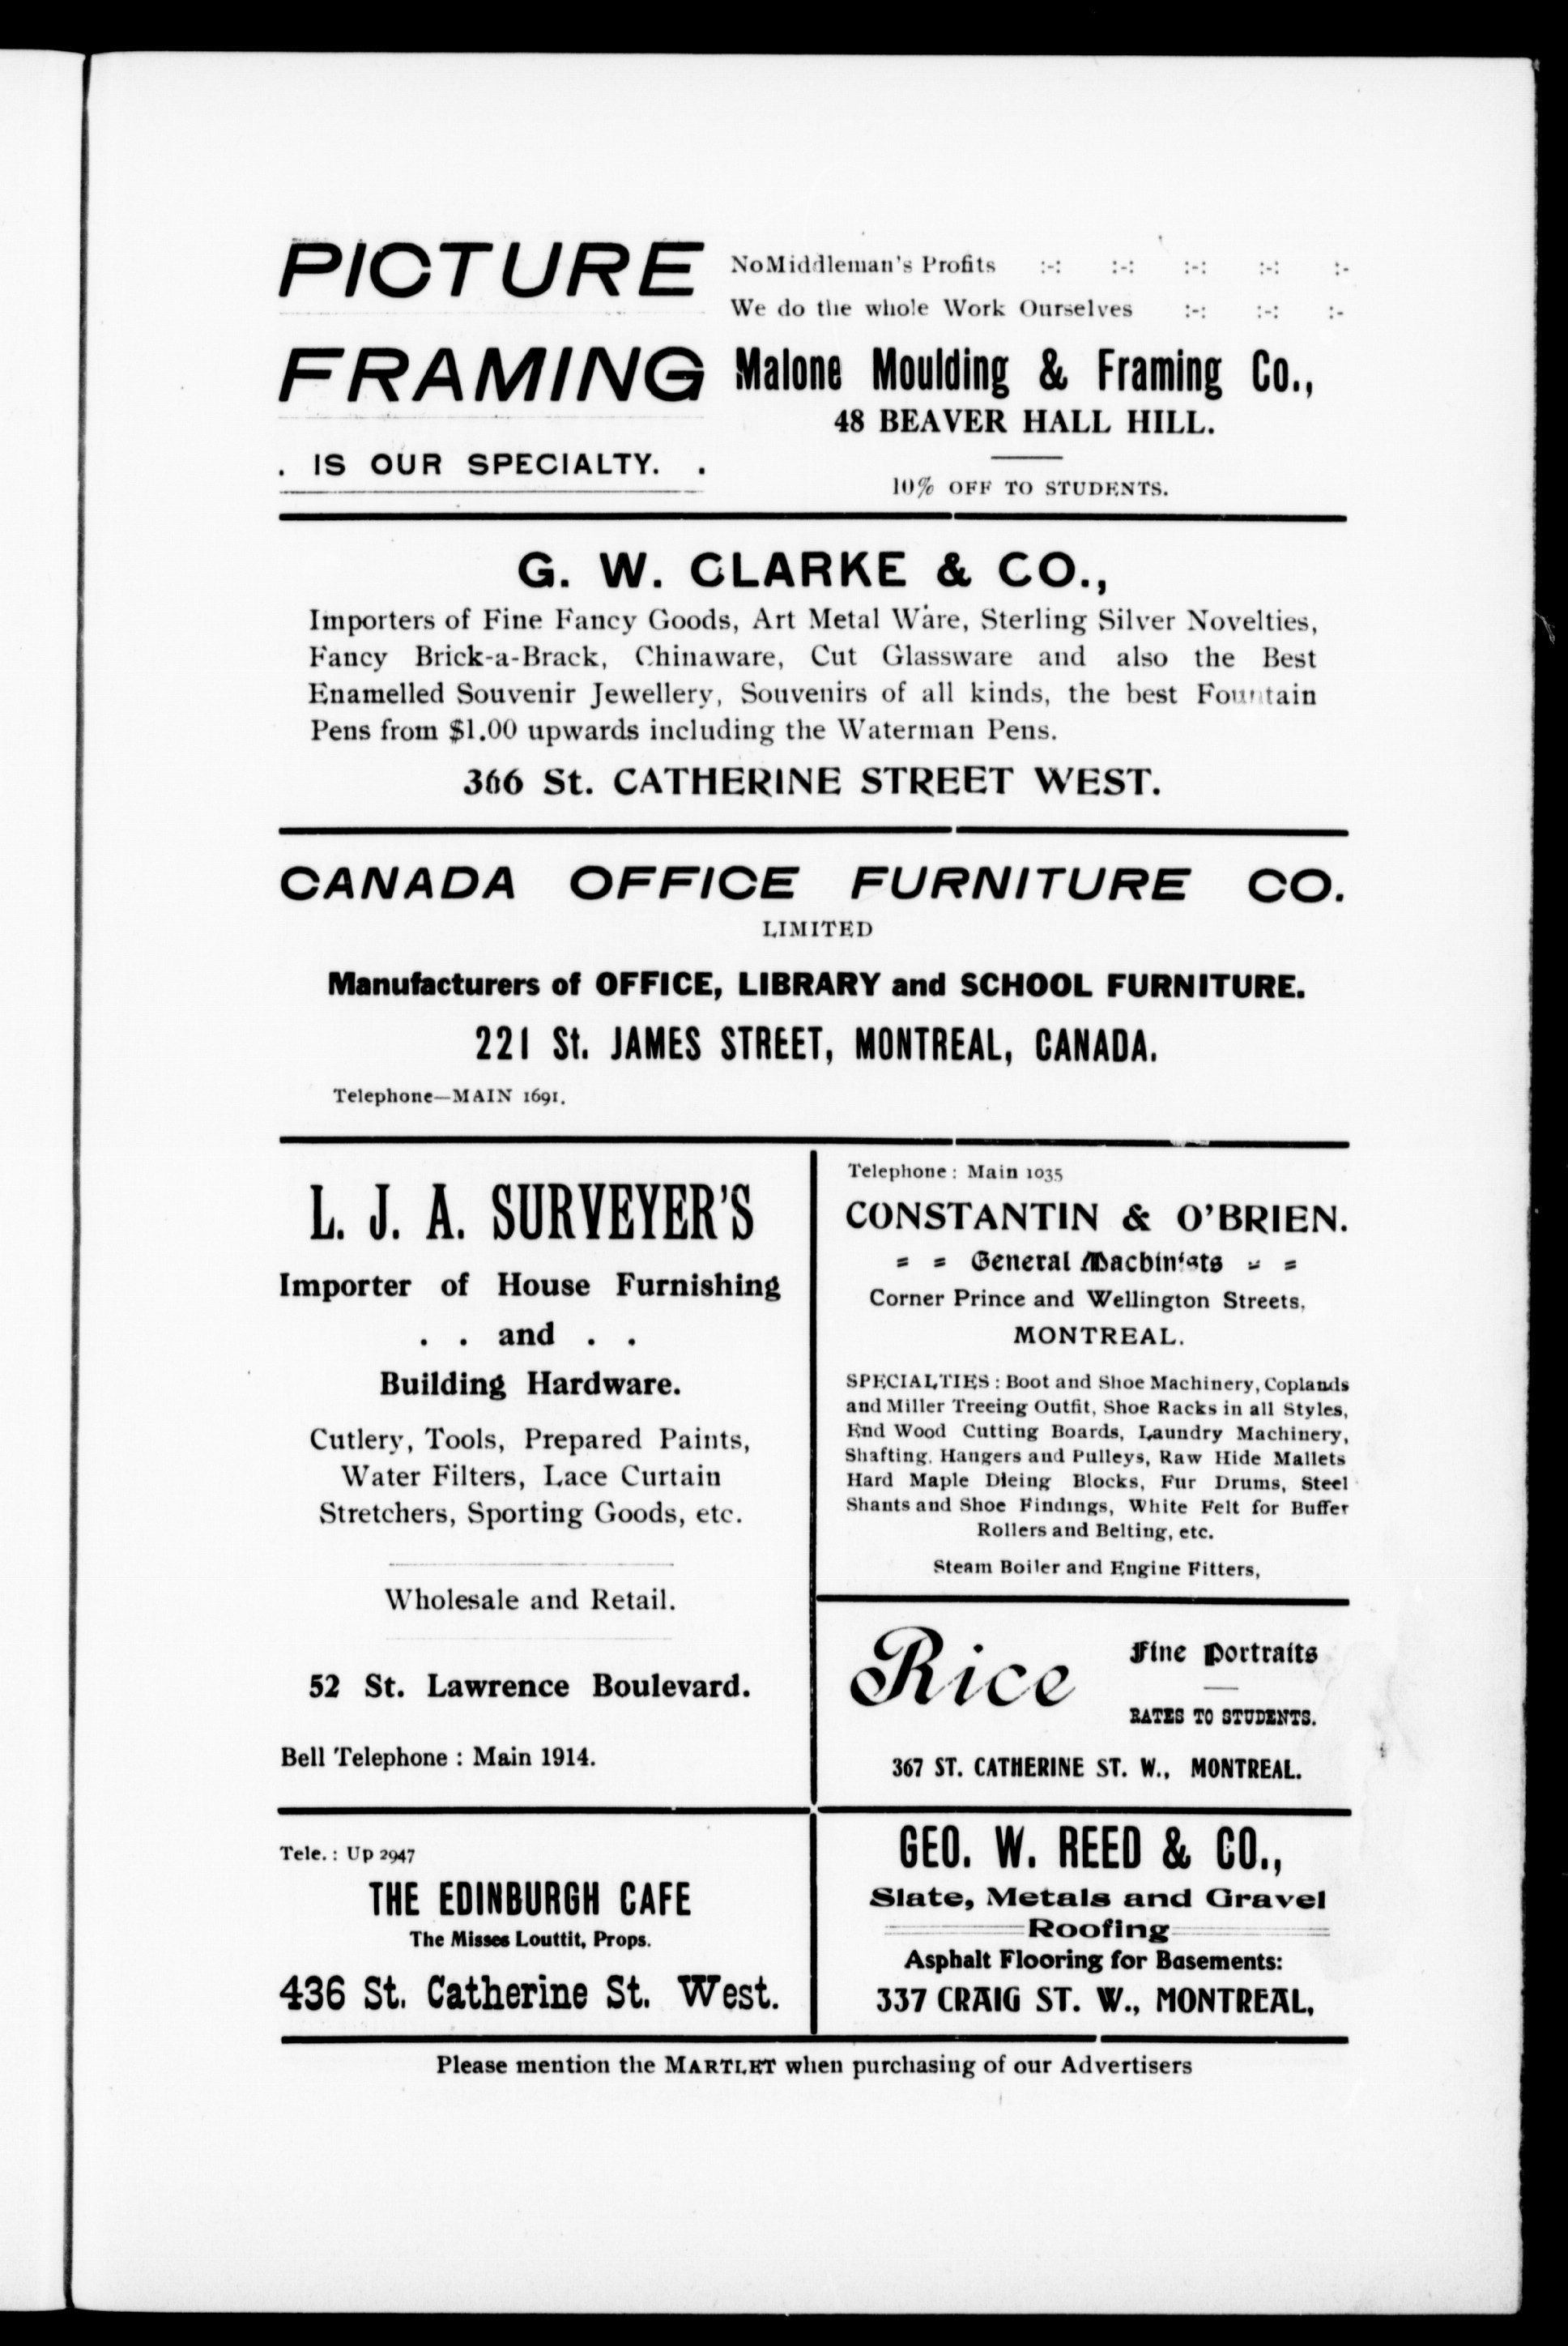 PICTURE
FRAMING
. IS OUR SPECIALTY. .
NoMiddleman's Profits :-: :-: :-: :-: :-
We do the whole Work Ourselves :-: :-: :-
Malone Moulding & Framing Co.,
48 BEAVER HALL HILL.
10% OFF TO STUDENTS.
G. W. CLARKE & CO.,
Importers of Fine Fancy Goods, Art Metal Ware, Sterling Silver Novelties,
Fancy Brick-a-Brack, Chinaware, Cut Glassware and also the Best
Enamelled Souvenir Jewellery, Souvenirs of all kinds, the best Fountain
Pens from $1.00 upwards including the Waterman Pens.
366 St. CATHERINE STREET WEST.
CANADA OFFICE FURNITURE CO.
LIMITED
Manufacturers of OFFICE, LIBRARY and SCHOOL FURNITURE.
221 St. JAMES STREET, MONTREAL, CANADA.
Telephone—MAIN 1691.
L. J. A. SURVEYER'S
Importer of House Furnishing
. . and . .
Building Hardware.
Cutlery, Tools, Prepared Paints,
Water Filters, Lace Curtain
Stretchers, Sporting Goods, etc.
Wholesale and Retail.
52 St. Lawrence Boulevard.
Bell Telephone : Main 1914.
Telephone : Main 1035
CONSTANTIN & O'BRIEN.
= = General Machinists = =
Corner Prince and Wellington Streets,
MONTREAL.
SPECIALTIES : Boot and Shoe Machinery, Coplands
and Miller Treeing Outfit, Shoe Racks in all Styles,
End Wood Cutting Boards, Laundry Machinery,
Shafting, Hangers and Pulleys, Raw Hide Mallets
Hard Maple Dieing Blocks, Fur Drums, Steel
Shants and Shoe Findings, White Felt for Buffer
Rollers and Belting, etc.
Steam Boiler and Engine Fitters,
Rice
Fine Portraits
RATES TO STUDENTS.
367 ST. CATHERINE ST. W., MONTREAL.
Tele. : Up 2947
THE EDINBURGH CAFE
The Misses Louttit, Props.
436 St. Catherine St. West.
GEO. W. REED & CO.,
Slate, Metals and Gravel
Roofing
Asphalt Flooring for Basements:
337 CRAIG ST. W., MONTREAL,
Please mention the MARTLET when purchasing of our Advertisers